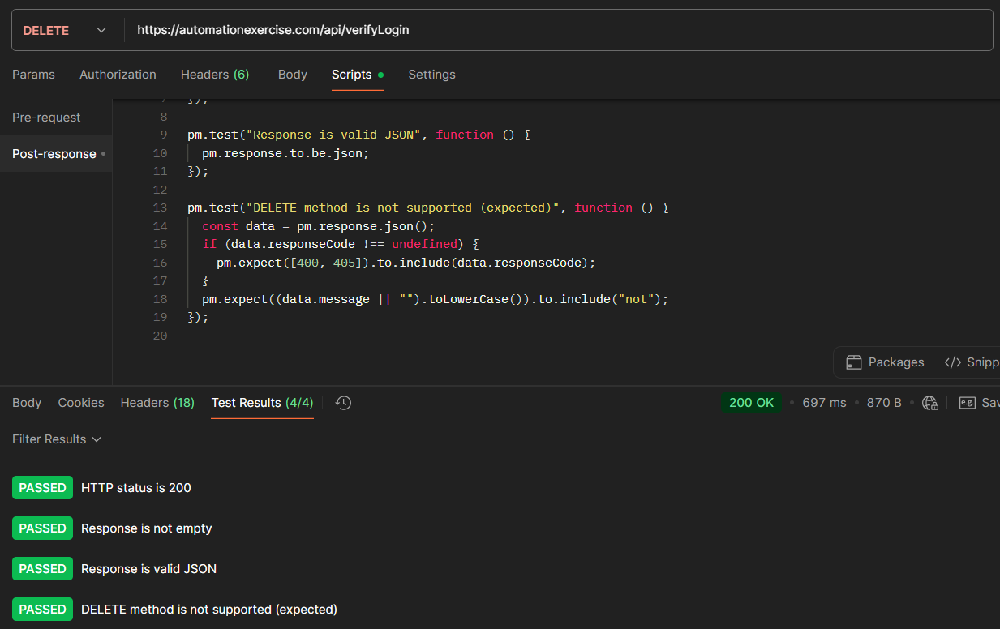 DELETE https://automationexercise.com/api/verifyLogin
Params Authorization Headers (6) Body Scripts Settings
Pre-request
Post-response
7 });
8
9 pm.test("Response is valid JSON", function () {
10 pm.response.to.be.json;
11 });
12
13 pm.test("DELETE method is not supported (expected)", function () {
14 const data = pm.response.json();
15 if (data.responseCode !== undefined) {
16 pm.expect([400, 405]).to.include(data.responseCode);
17 }
18 pm.expect((data.message || "").toLowerCase()).to.include("not");
19 });
20
Packages </> Snipp
Body Cookies Headers (18) Test Results (4/4) 200 OK • 697 ms • 870 B • e.g. Sav
Filter Results
PASSED HTTP status is 200
PASSED Response is not empty
PASSED Response is valid JSON
PASSED DELETE method is not supported (expected)